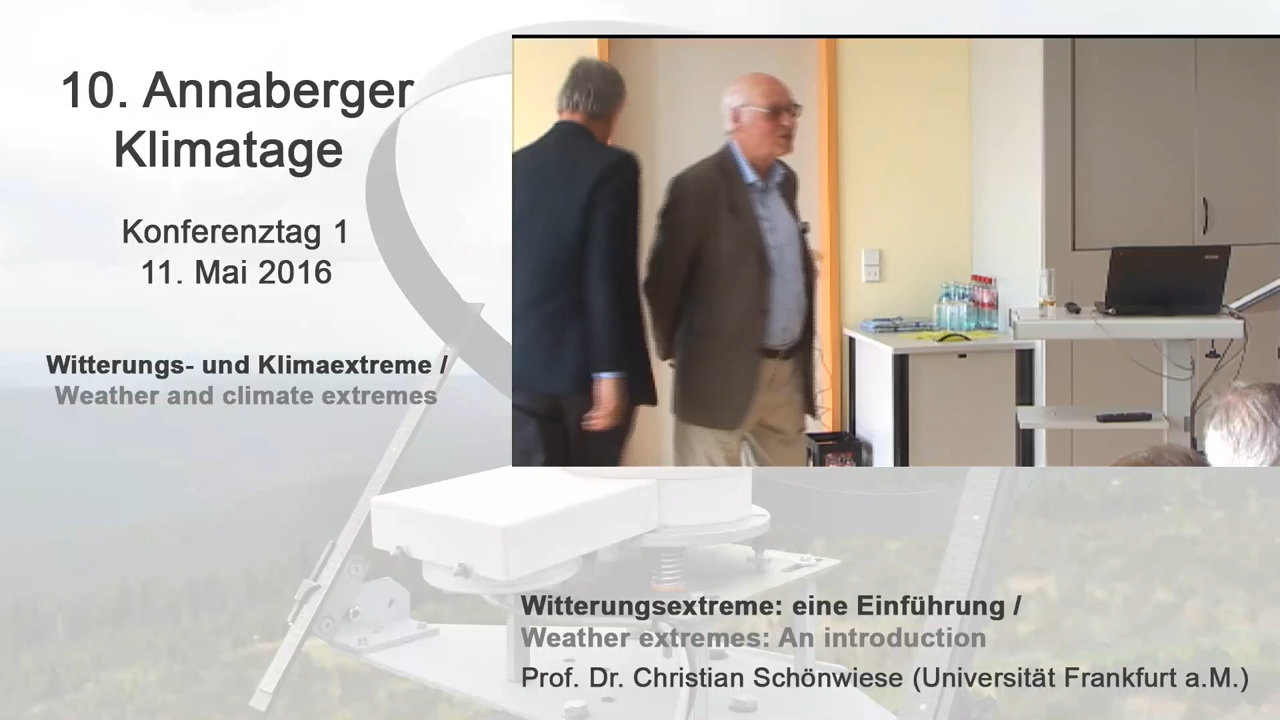 10. Annaberger
Klimatage
Konferenztag 1
11. Mai 2016
Witterungs- und Klimaextreme /
Weather and climate extremes
Witterungsextreme: eine Einführung /
Weather extremes: An introduction
Prof. Dr. Christian Schönwiese (Universität Frankfurt a.M.)